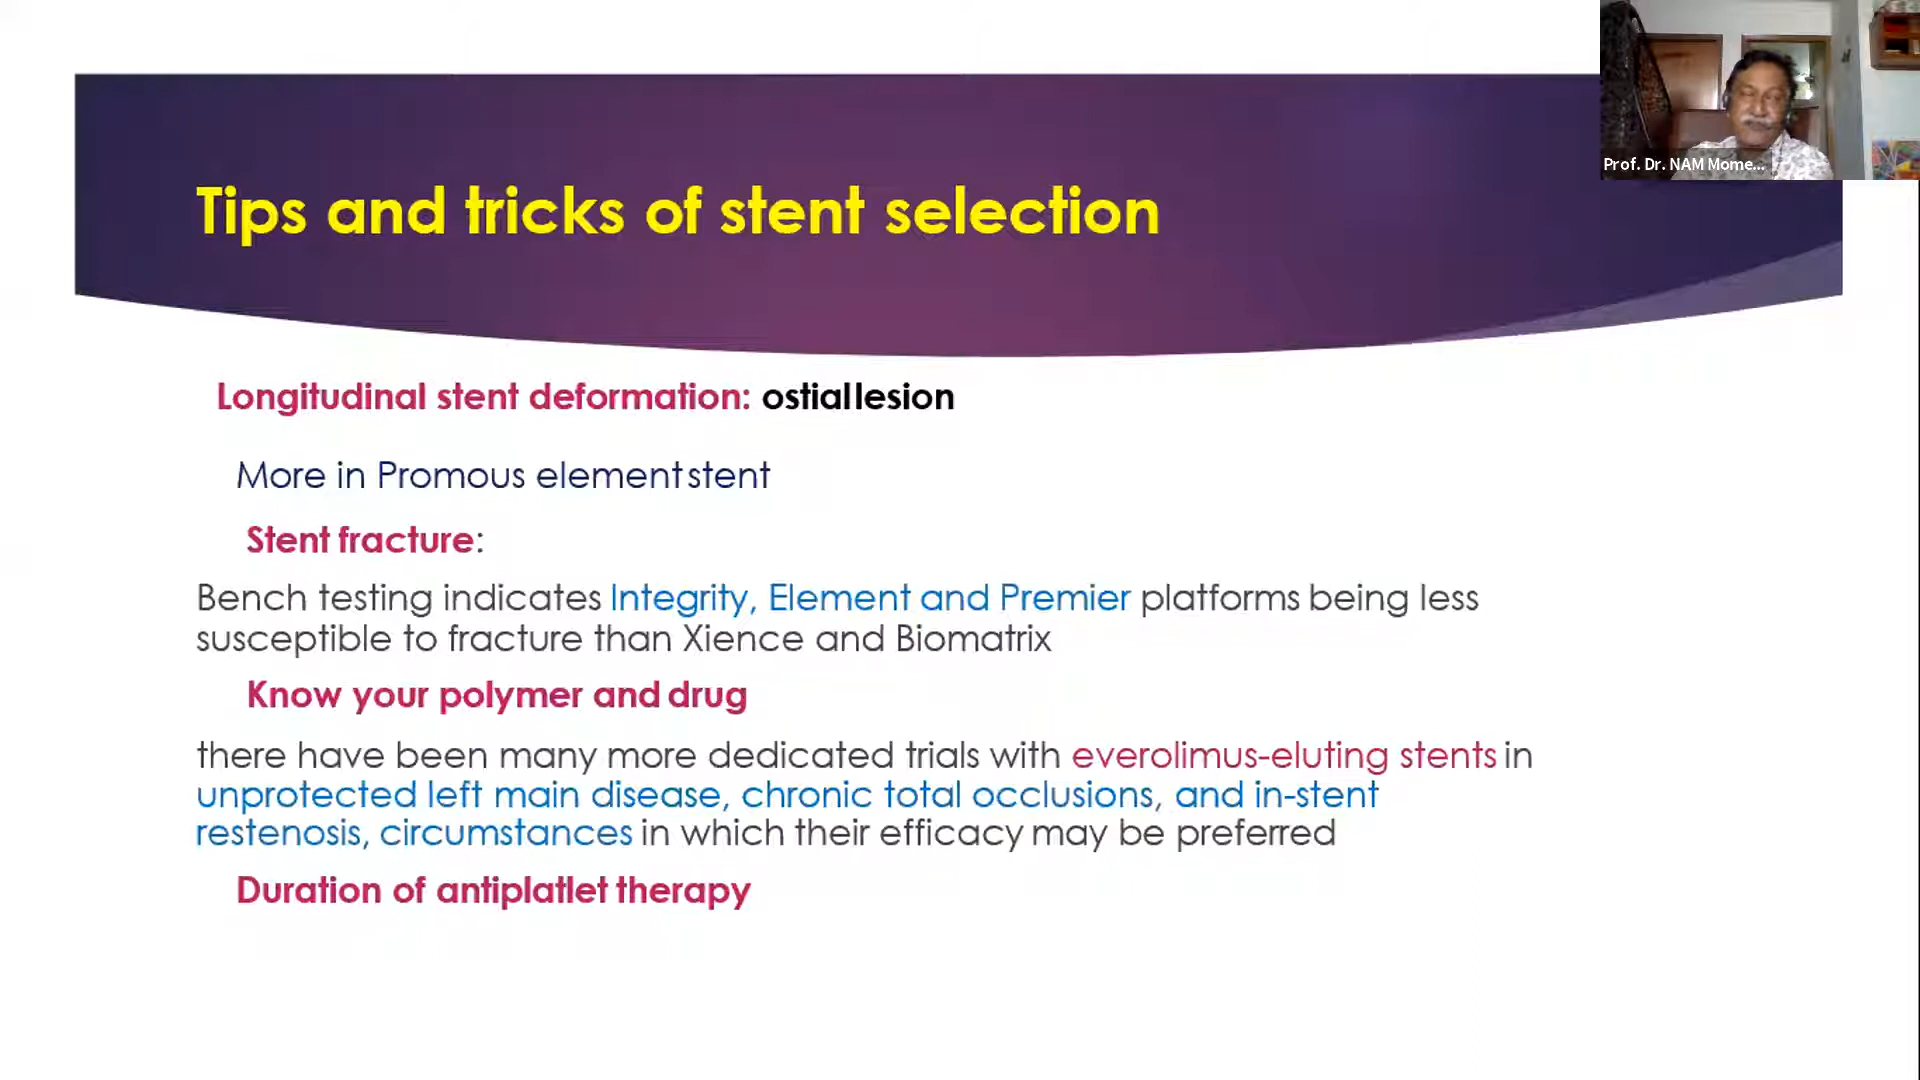 Prof. Dr. NAM Mome...
Tips and tricks of stent selection
Longitudinal stent deformation: ostial lesion
More in Promous element stent
Stent fracture:
Bench testing indicates Integrity, Element and Premier platforms being less
susceptible to fracture than Xience and Biomatrix
Know your polymer and drug
there have been many more dedicated trials with everolimus-eluting stents in
unprotected left main disease, chronic total occlusions, and in-stent
restenosis, circumstances in which their efficacy may be preferred
Duration of antiplatlet therapy